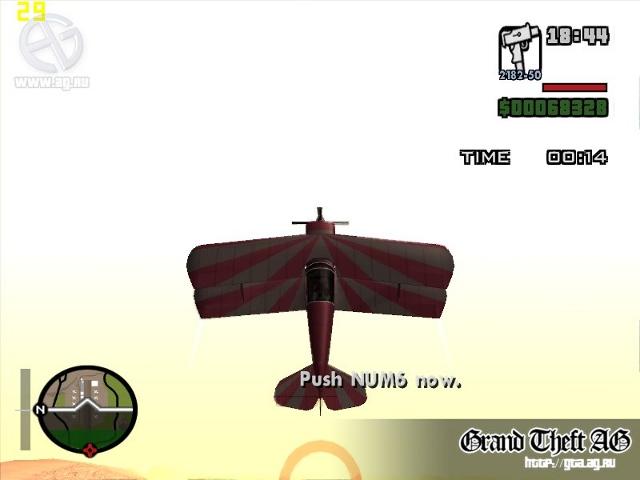 29
www.ag.ru
18:44
2182-50
$00068328
TIME 00:14
Push NUM6 now.
N
Grand Theft AG
http://gta.ag.ru